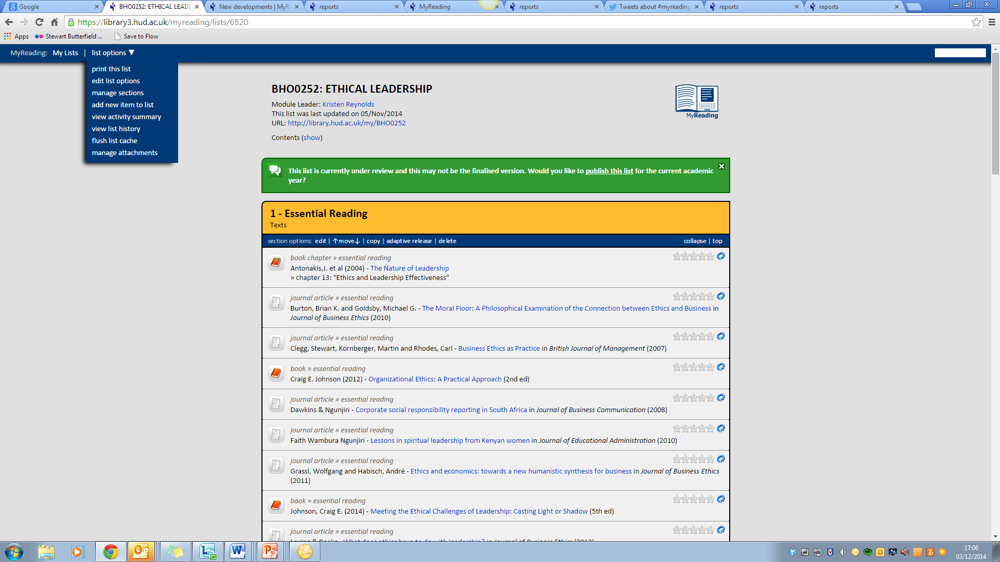 Google
BHO0252: ETHICAL LEADE
New developments | MyR
reports
MyReading
reports
Tweets about #myreading
reports
reports
https://library3.hud.ac.uk/myreading/lists/6520
Apps
Stewart Butterfield ...
Save to Flow
MyReading: My Lists | list options ▼
print this list
edit list options
manage sections
add new item to list
view activity summary
view list history
flush list cache
manage attachments
BHO0252: ETHICAL LEADERSHIP
Module Leader: Kristen Reynolds
This list was last updated on 05/Nov/2014
URL: http://library.hud.ac.uk/my/BHO0252
Contents (show)
MyReading
This list is currently under review and this may not be the finalised version. Would you like to publish this list for the current academic
year?
1 - Essential Reading
Texts
section options: edit | ↑move↓ | copy | adaptive release | delete
collapse | top
book chapter » essential reading
Antonakis,J. et al (2004) - The Nature of Leadership
» chapter 13: "Ethics and Leadership Effectiveness"
journal article » essential reading
Burton, Brian K. and Goldsby, Michael G. - The Moral Floor: A Philosophical Examination of the Connection between Ethics and Business in
Journal of Business Ethics (2010)
journal article » essential reading
Clegg, Stewart, Kornberger, Martin and Rhodes, Carl - Business Ethics as Practice in British Journal of Management (2007)
book » essential reading
Craig E. Johnson (2012) - Organizational Ethics: A Practical Approach (2nd ed)
journal article » essential reading
Dawkins & Ngunjiri - Corporate social responsibility reporting in South Africa in Journal of Business Communication (2008)
journal article » essential reading
Faith Wambura Ngunjiri - Lessons in spiritual leadership from Kenyan women in Journal of Educational Administration (2010)
journal article » essential reading
Grassl, Wolfgang and Habisch, André - Ethics and economics: towards a new humanistic synthesis for business in Journal of Business Ethics
(2011)
book » essential reading
Johnson, Craig E. (2014) - Meeting the Ethical Challenges of Leadership: Casting Light or Shadow (5th ed)
journal article » essential reading
17:06
03/12/2014